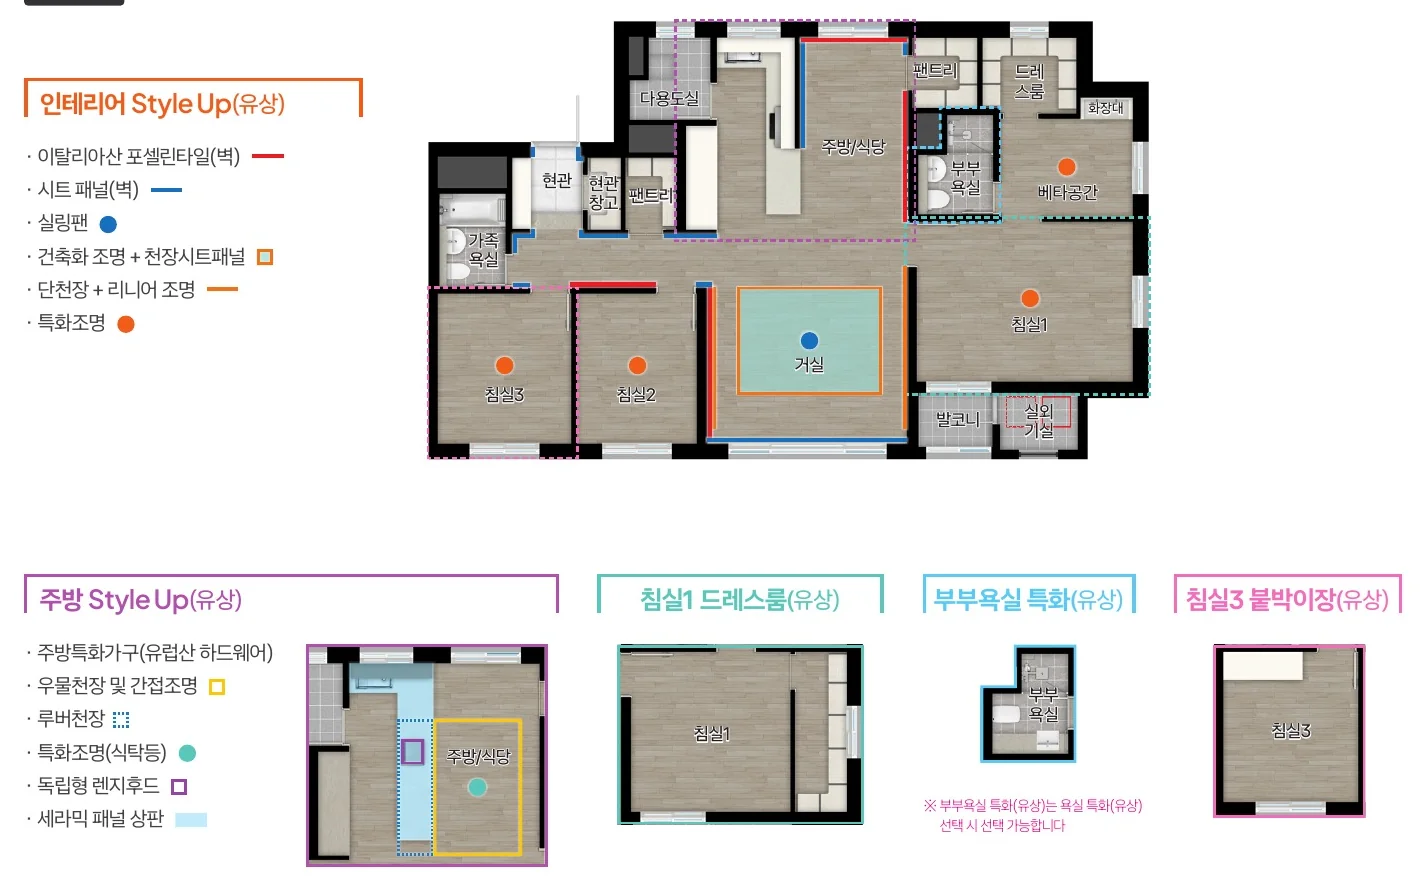 인테리어 Style Up(유상)
· 이탈리아산 포셀린타일(벽)
· 시트 패널(벽)
· 실링팬
· 건축화 조명 + 천장시트패널
· 단천장 + 리니어 조명
· 특화조명
다용도실
주방/식당
팬트리
드레
스룸
화장대
부부
욕실
베타공간
현관
현관
창고
팬트리
가족
욕실
침실1
거실
침실3
침실2
발코니
실외
기실
주방 Style Up(유상)
· 주방특화가구(유럽산 하드웨어)
· 우물천장 및 간접조명
· 루버천장
· 특화조명(식탁등)
· 독립형 렌지후드
· 세라믹 패널 상판
주방/식당
침실1 드레스룸(유상)
침실1
부부욕실 특화(유상)
부부
욕실
※ 부부욕실 특화(유상)는 욕실 특화(유상)
선택 시 선택 가능합니다
침실3 붙박이장(유상)
침실3